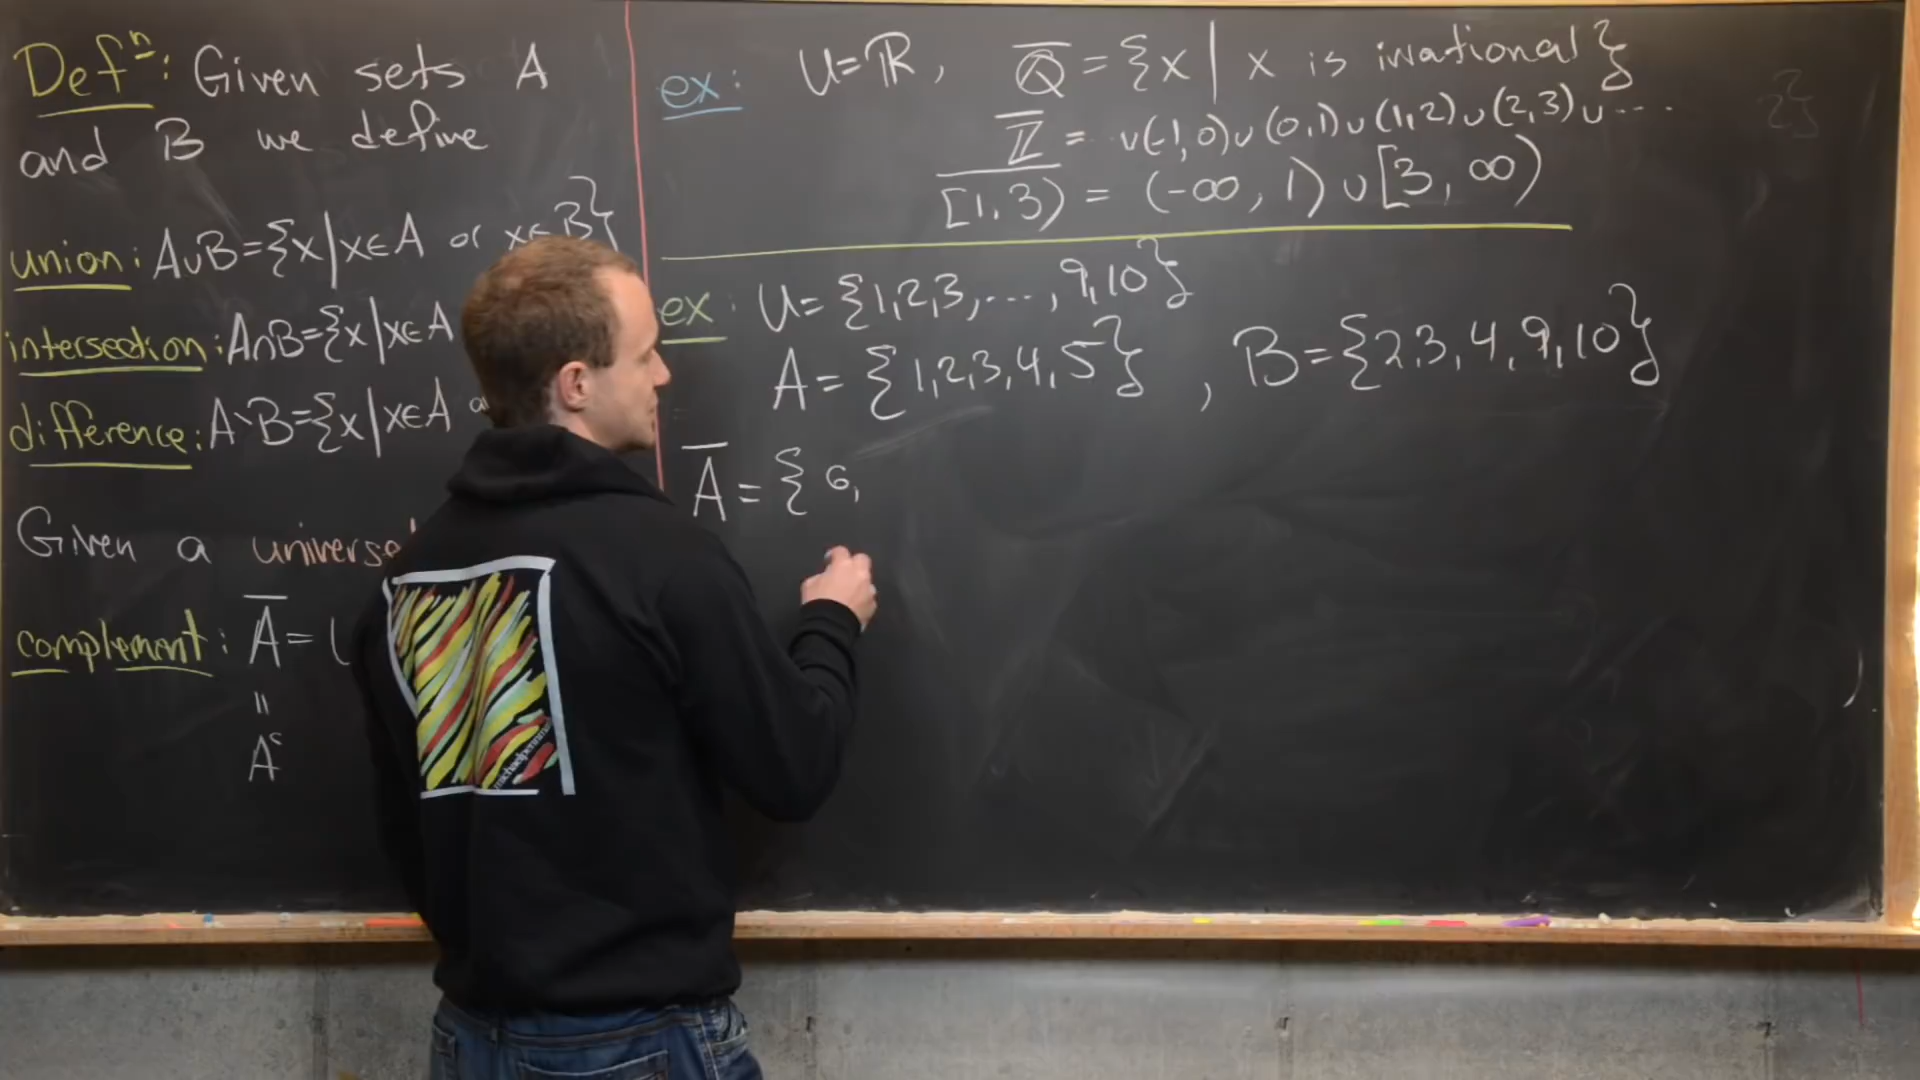 Defⁿ: Given sets A
and B we define
union: A∪B={x|x∈A or x∈B}
intersection: A∩B={x|x∈A
difference: A∖B={x|x∈A
Given a
complement: Ā=
=
Aᶜ
ex: U=ℝ, ℚ̅ = {x | x is irrational}
ℤ̅ = ∪(-1,0)∪(0,1)∪(1,2)∪(2,3)∪...
[1,3)̅ = (-∞,1)∪[3,∞)
ex: U={1,2,3,...,9,10}
A={1,2,3,4,5}, B={2,3,4,9,10}
Ā={6,